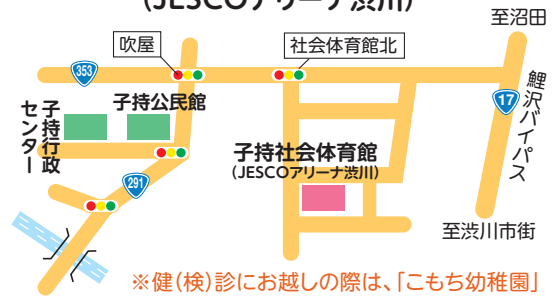 (JESCOアリーナ渋川)
至沼田
吹屋
社会体育館北
353
鯉沢バイパス
17
子持公民館
子持行政
センター
子持社会体育館
(JESCOアリーナ渋川)
291
至渋川市街
※健(検)診にお越しの際は、「こもち幼稚園」